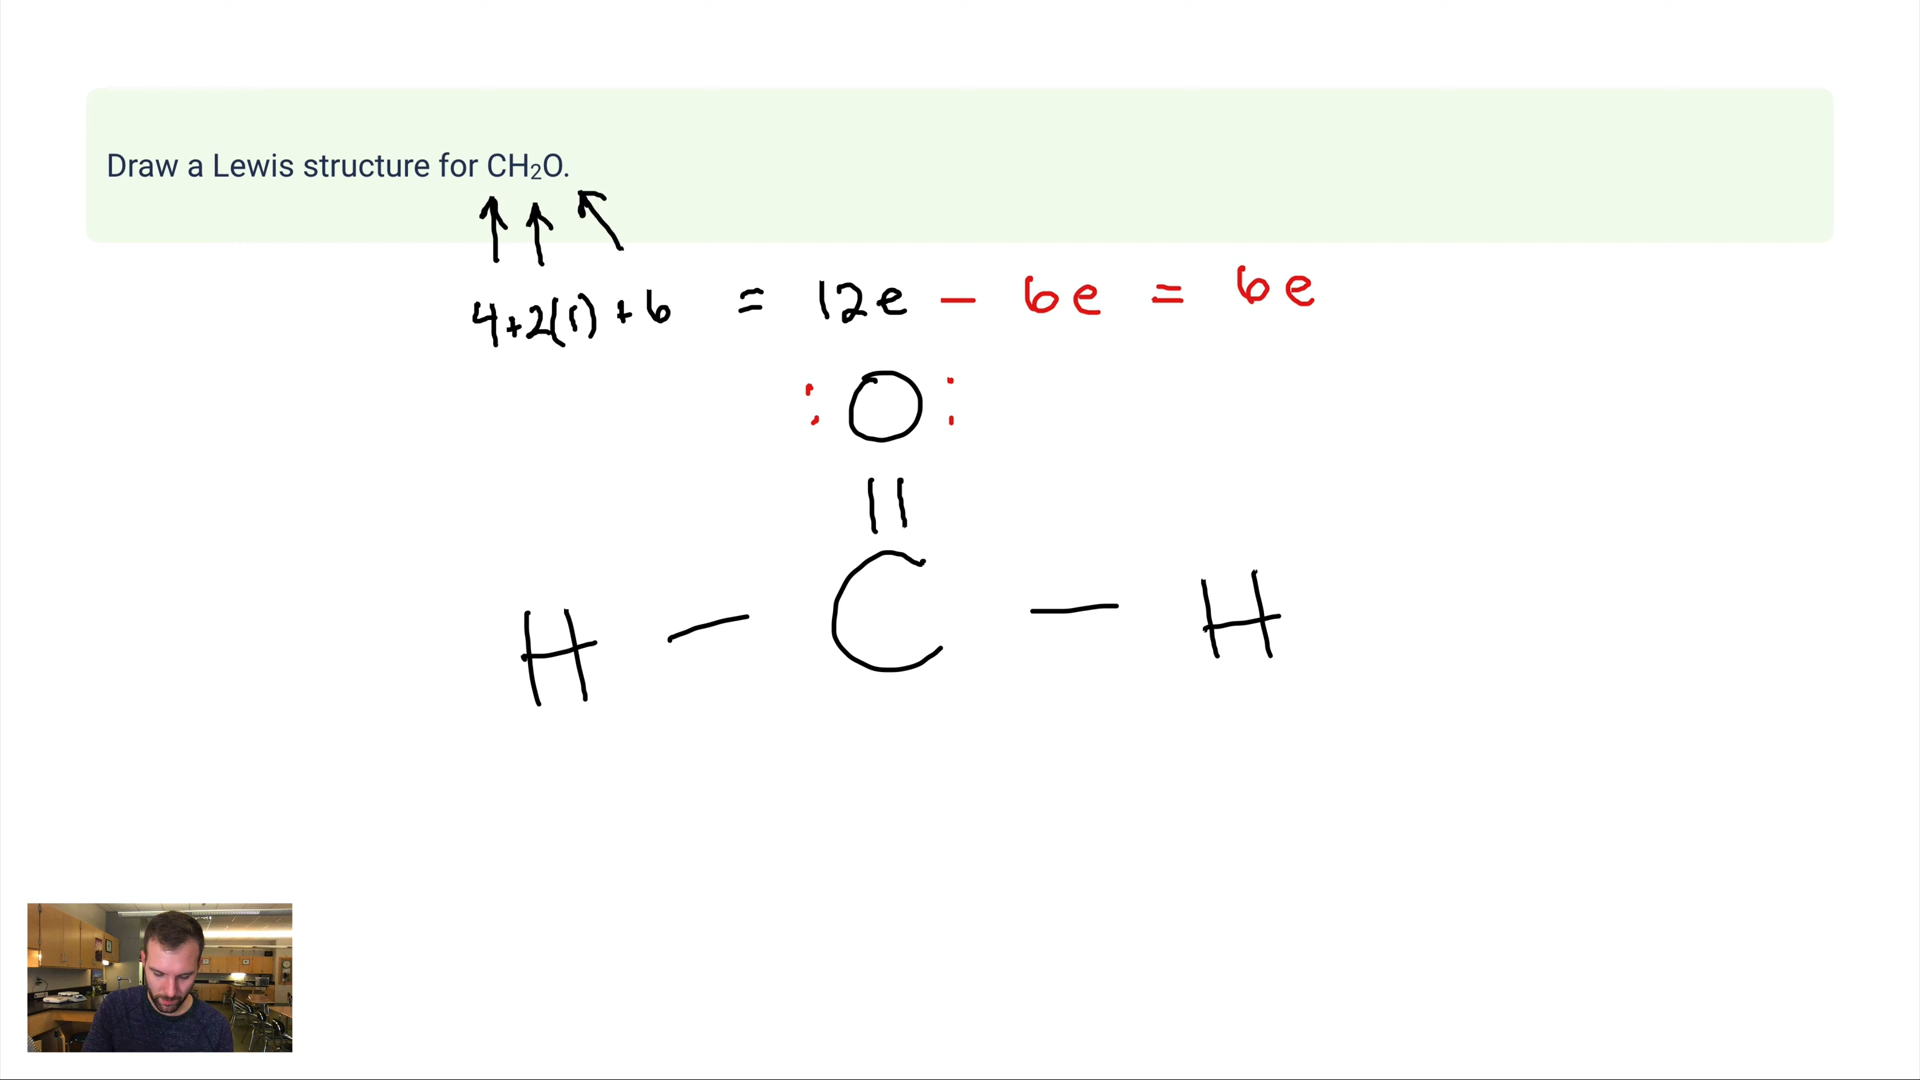 Draw a Lewis structure for CH₂O.
4+2(1)+6 = 12e - 6e = 6e
:O:
||
H - C - H